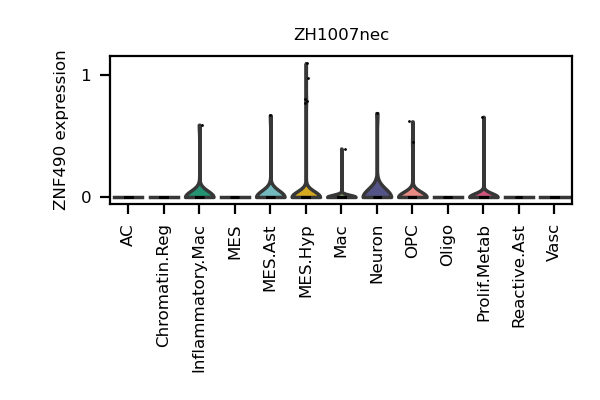 ZH1007nec
ZNF490 expression
1
0
AC
Chromatin.Reg
Inflammatory.Mac
MES
MES.Ast
MES.Hyp
Mac
Neuron
OPC
Oligo
Prolif.Metab
Reactive.Ast
Vasc